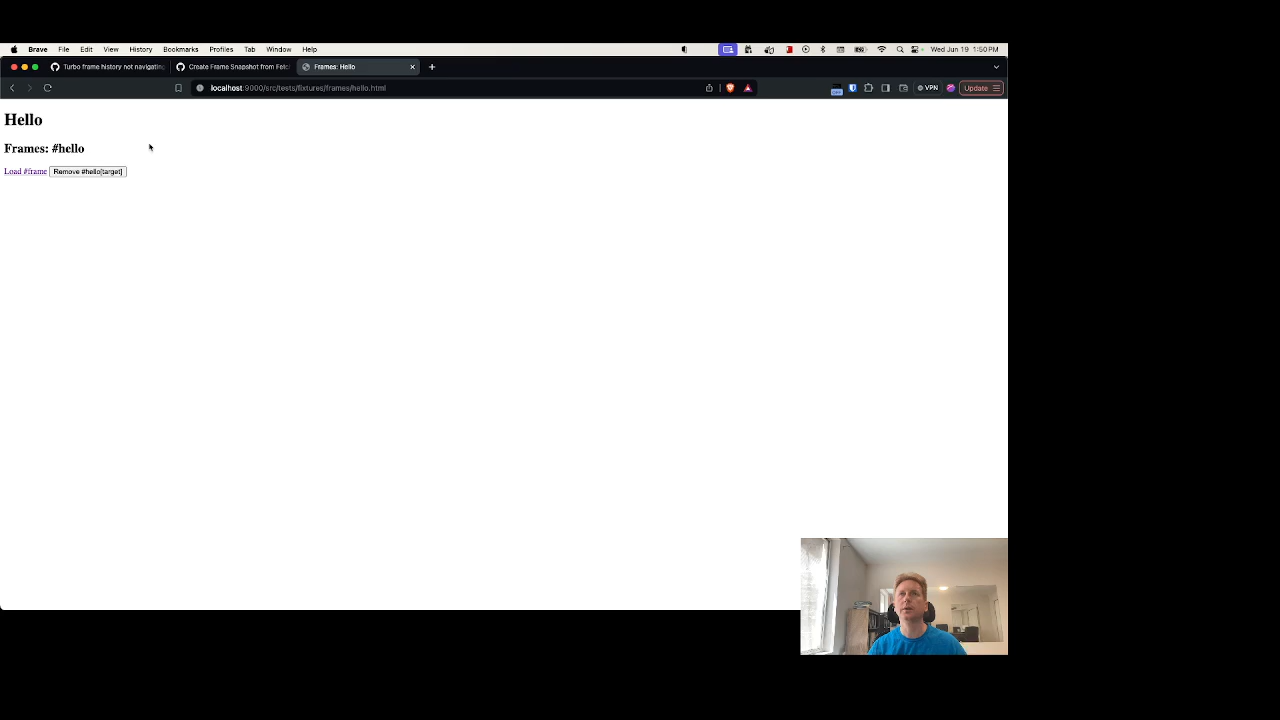 Brave File Edit View History Bookmarks Profiles Tab Window Help Wed Jun 19 1:50 PM
Turbo frame history not navigating Create Frame Snapshot from Fetc Frames: Hello
localhost:9000/src/tests/fixtures/frames/hello.html VPN Update
Hello
Frames: #hello
Load #frame Remove #hello[target]